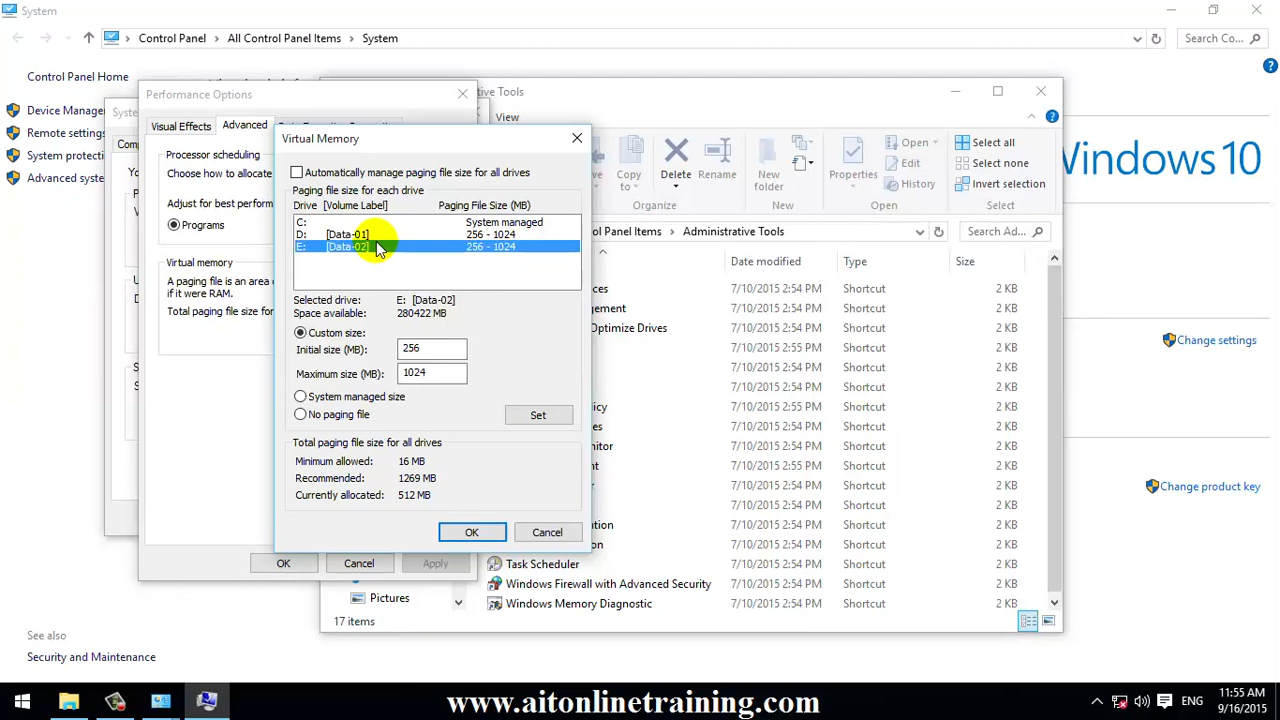 System
Control Panel
All Control Panel Items
System
Search Co...
Control Panel Home
Device Manage
Remote settings
System protecti
Advanced syste
See also
Security and Maintenance
Windows 10
Change settings
Change product key
Performance Options
Visual Effects
Advanced
Processor scheduling
Choose how to allocate
Adjust for best perform
Programs
Virtual memory
A paging file is an area
if it were RAM.
Total paging file size for
OK
Cancel
Apply
Virtual Memory
Automatically manage paging file size for all drives
Paging file size for each drive
Drive [Volume Label]
Paging File Size (MB)
C:
System managed
D: [Data-01]
256 - 1024
E: [Data-02]
256 - 1024
Selected drive: E: [Data-02]
Space available: 280422 MB
Custom size:
Initial size (MB): 256
Maximum size (MB): 1024
System managed size
No paging file
Set
Total paging file size for all drives
Minimum allowed: 16 MB
Recommended: 1269 MB
Currently allocated: 512 MB
OK
Cancel
tive Tools
View
Copy
to
Delete
Rename
New
folder
Properties
Open
Edit
History
Select all
Select none
Invert selection
Organize
New
Open
Select
Panel Items
Administrative Tools
Search Ad...
Date modified
Type
Size
7/10/2015 2:54 PM Shortcut 2 KB
7/10/2015 2:54 PM Shortcut 2 KB
Optimize Drives 7/10/2015 2:54 PM Shortcut 2 KB
7/10/2015 2:55 PM Shortcut 2 KB
7/10/2015 2:54 PM Shortcut 2 KB
7/10/2015 2:54 PM Shortcut 2 KB
7/10/2015 2:55 PM Shortcut 2 KB
7/10/2015 2:54 PM Shortcut 2 KB
7/10/2015 2:54 PM Shortcut 2 KB
7/10/2015 2:55 PM Shortcut 2 KB
7/10/2015 2:54 PM Shortcut 2 KB
7/10/2015 2:54 PM Shortcut 2 KB
7/10/2015 2:54 PM Shortcut 2 KB
7/10/2015 2:54 PM Shortcut 2 KB
Task Scheduler 7/10/2015 2:54 PM Shortcut 2 KB
Windows Firewall with Advanced Security 7/10/2015 2:54 PM Shortcut 2 KB
Windows Memory Diagnostic 7/10/2015 2:54 PM Shortcut 2 KB
Pictures
17 items
www.aitonlinetraining.com
ENG
11:55 AM
9/16/2015